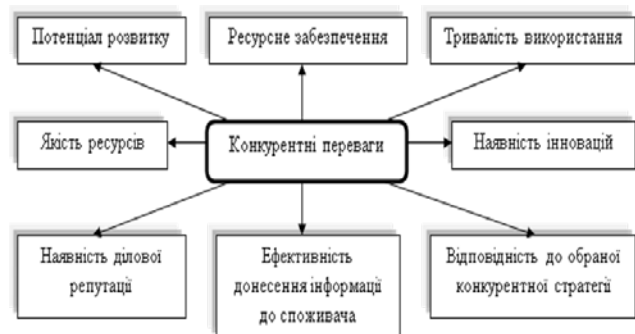 Потенціал розвитку
Ресурсне забезпечення
Тривалість використання
Якість ресурсів
Конкурентні переваги
Наявність інновацій
Наявність ділової
репутації
Ефективність
донесення інформації
до споживача
Відповідність до обраної
конкурентної стратегії